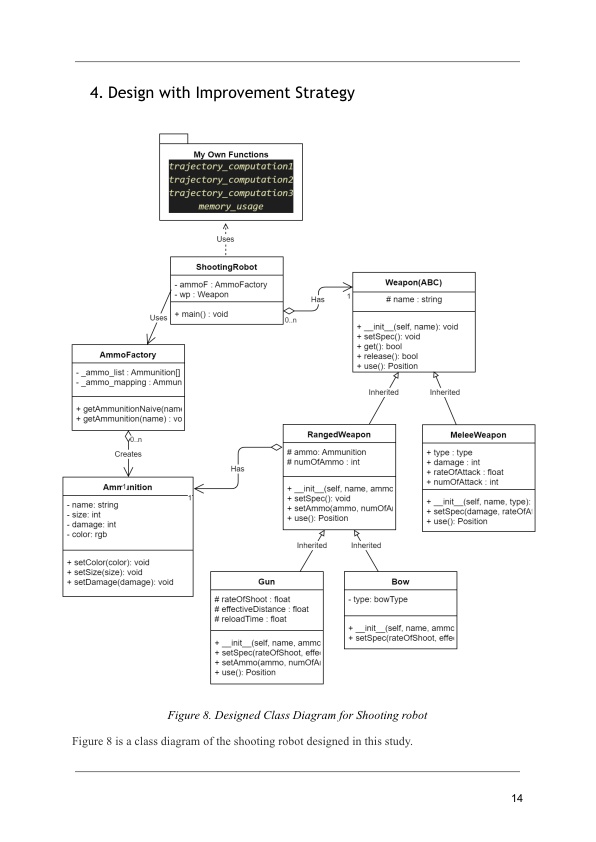 4. Design with Improvement Strategy
My Own Functions
trajectory_computation1
trajectory_computation2
trajectory_computation3
memory_usage
Uses
ShootingRobot
- ammoF : AmmoFactory
- wp : Weapon
+ main() : void
Has
1
0..n
Weapon(ABC)
# name : string
+ __init__(self, name): void
+ setSpec(): void
+ get(): bool
+ release(): bool
+ use(): Position
Uses
AmmoFactory
- _ammo_list : Ammunition[]
- _ammo_mapping : Ammun
+ getAmmunitionNaive(name
+ getAmmunition(name) : vo
0..n
Creates
Inherited
Inherited
RangedWeapon
# ammo: Ammunition
# numOfAmmo : int
+ __init__(self, name, ammo
+ setSpec(): void
+ setAmmo(ammo, numOfA
+ use(): Position
MeleeWeapon
+ type : type
+ damage : int
+ rateOfAttack : float
+ numOfAttack : int
+ __init__(self, name, type):
+ setSpec(damage, rateOfA
+ use(): Position
Has
1
Ammunition
- name: string
- size: int
- damage: int
- color: rgb
+ setColor(color): void
+ setSize(size): void
+ setDamage(damage): void
Inherited
Inherited
Gun
# rateOfShoot : float
# effectiveDistance : float
# reloadTime : float
+ __init__(self, name, ammo
+ setSpec(rateOfShoot, effe
+ setAmmo(ammo, numOfA
+ use(): Position
Bow
- type: bowType
+ __init__(self, name, ammo
+ setSpec(rateOfShoot, effe
Figure 8. Designed Class Diagram for Shooting robot
Figure 8 is a class diagram of the shooting robot designed in this study.
14